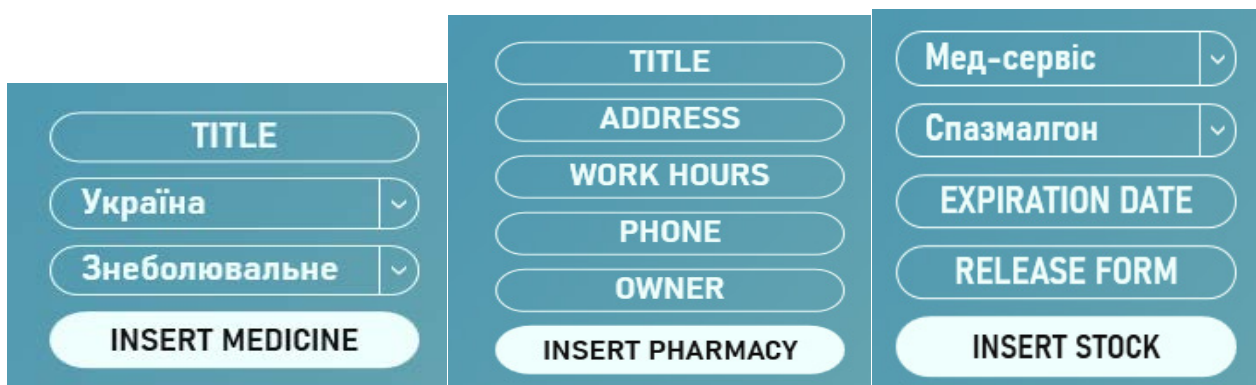 TITLE
Україна
Знеболювальне
INSERT MEDICINE
TITLE
ADDRESS
WORK HOURS
PHONE
OWNER
INSERT PHARMACY
Мед-сервіс
Спазмалгон
EXPIRATION DATE
RELEASE FORM
INSERT STOCK